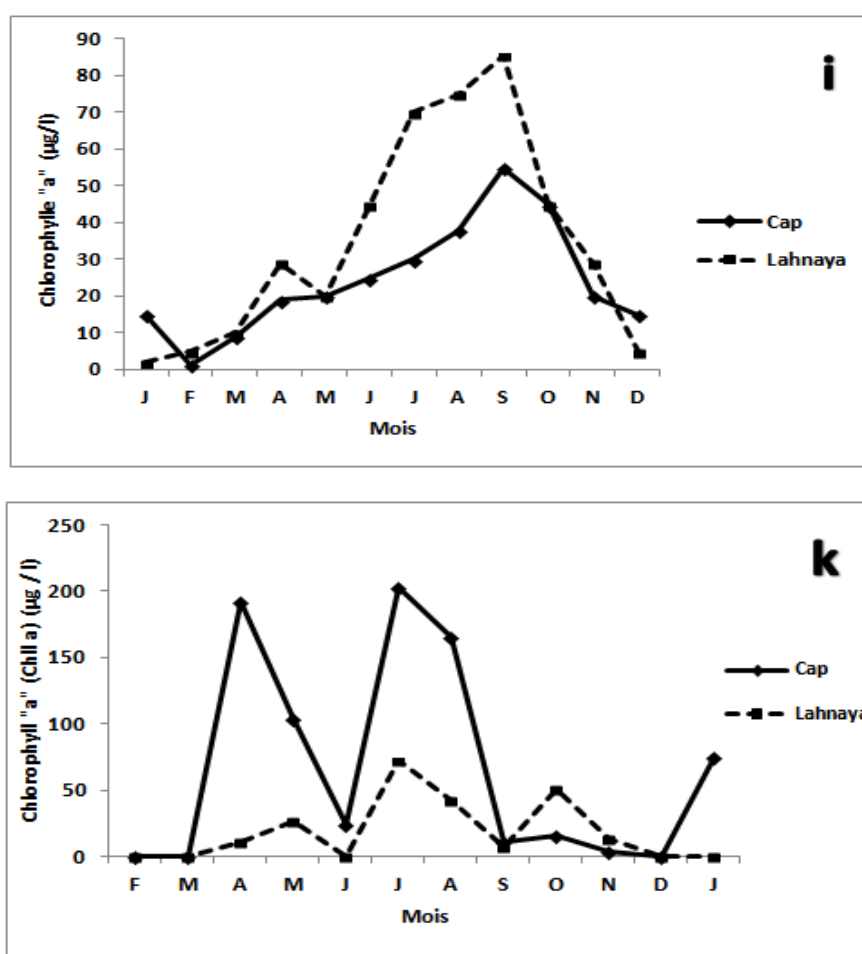 Chlorophylle "a" (µg/l)
90
80
70
60
50
40
30
20
10
0
J F M A M J J A S O N D
Mois
i
Cap
Lahnaya
Chlorophyll "a" (Chll a) (µg / l)
250
200
150
100
50
0
F M A M J J A S O N D J
Mois
k
Cap
Lahnaya